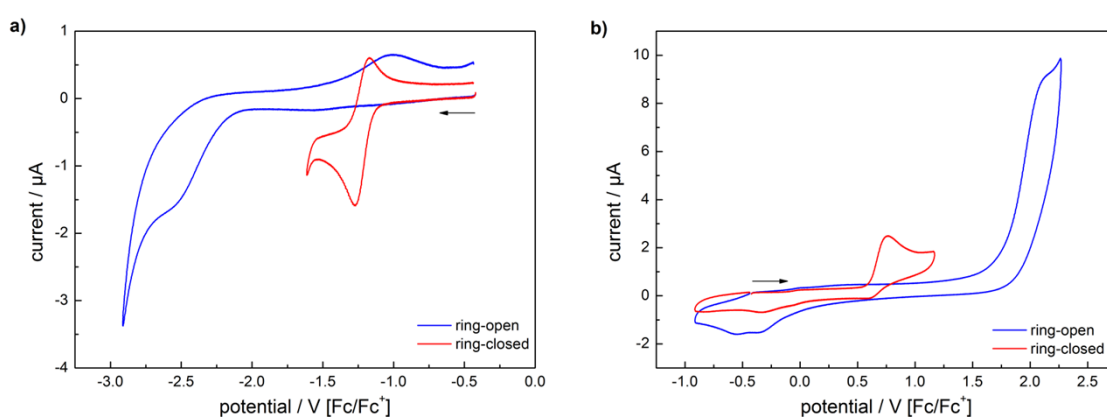 a)
1
0
-1
-2
-3
-4
current / µA
-3.0 -2.5 -2.0 -1.5 -1.0 -0.5 0.0
potential / V [Fc/Fc⁺]
ring-open
ring-closed
b)
10
8
6
4
2
0
-2
current / µA
-1.0 -0.5 0.0 0.5 1.0 1.5 2.0 2.5
potential / V [Fc/Fc⁺]
ring-open
ring-closed